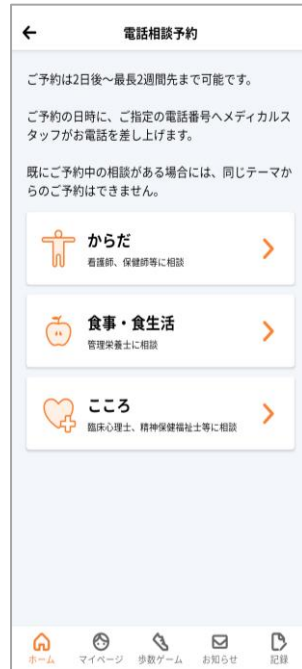 電話相談予約
ご予約は2日後～最長2週間先まで可能です。
ご予約の日時に、ご指定の電話番号へメディカルス
タッフがお電話を差し上げます。
既にご予約中の相談がある場合には、同じテーマか
らのご予約はできません。
からだ
看護師、保健師等に相談
食事・食生活
管理栄養士に相談
こころ
臨床心理士、精神保健福祉士等に相談
ホーム
マイページ
歩数ゲーム
お知らせ
記録